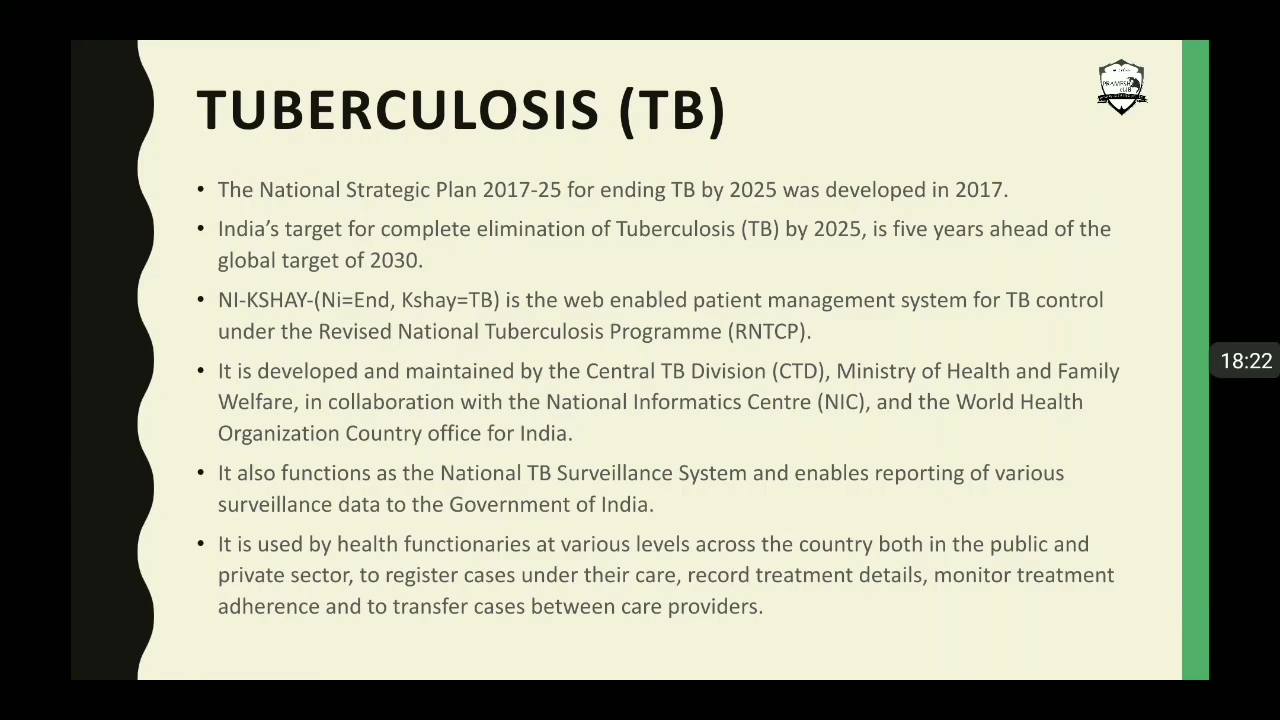 TUBERCULOSIS (TB)
• The National Strategic Plan 2017-25 for ending TB by 2025 was developed in 2017.
• India’s target for complete elimination of Tuberculosis (TB) by 2025, is five years ahead of the
global target of 2030.
• NI-KSHAY-(Ni=End, Kshay=TB) is the web enabled patient management system for TB control
under the Revised National Tuberculosis Programme (RNTCP).
• It is developed and maintained by the Central TB Division (CTD), Ministry of Health and Family
Welfare, in collaboration with the National Informatics Centre (NIC), and the World Health
Organization Country office for India.
• It also functions as the National TB Surveillance System and enables reporting of various
surveillance data to the Government of India.
• It is used by health functionaries at various levels across the country both in the public and
private sector, to register cases under their care, record treatment details, monitor treatment
adherence and to transfer cases between care providers.
18:22